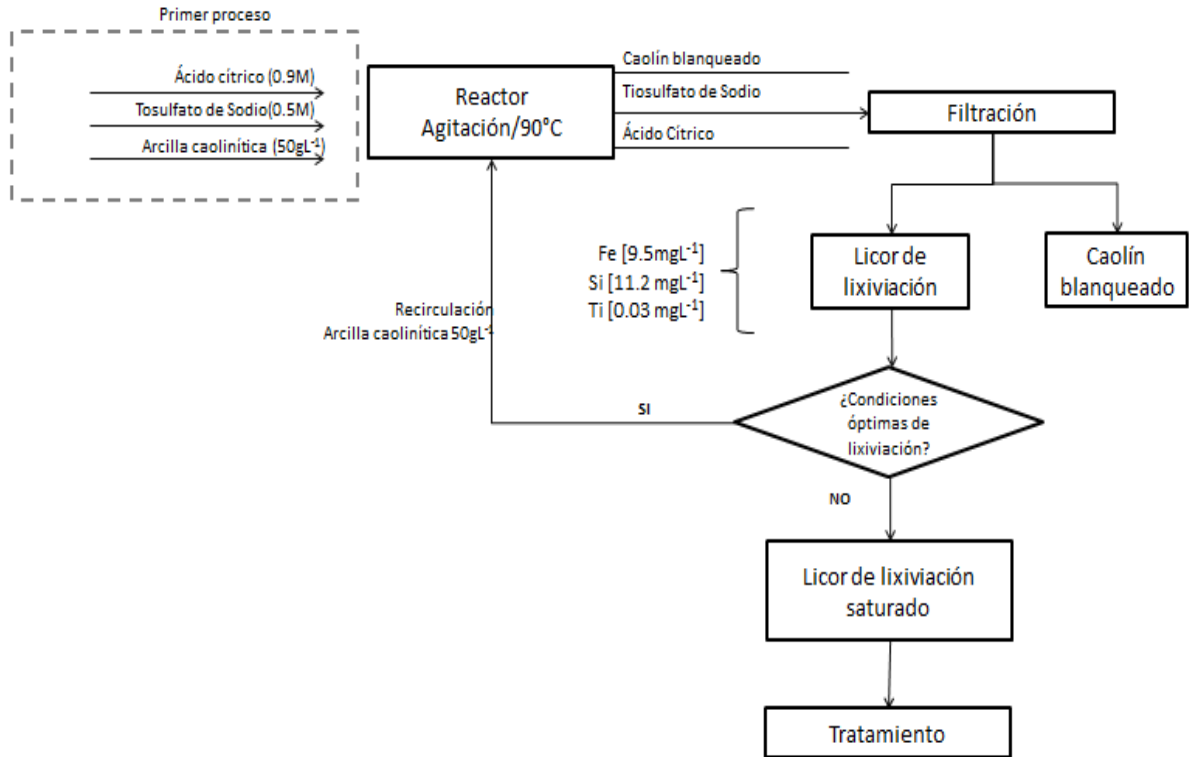 Primer proceso
Ácido cítrico (0.9M)
Tosulfato de Sodio(0.5M)
Arcilla caolinítica (50gL⁻¹)
Reactor
Agitación/90°C
Caolín blanqueado
Tiosulfato de Sodio
Ácido Cítrico
Filtración
Licor de
lixiviación
Caolín
blanqueado
Fe [9.5mgL⁻¹]
Si [11.2 mgL⁻¹]
Ti [0.03 mgL⁻¹]
Recirculación
Arcilla caolinítica 50gL⁻¹
¿Condiciones
óptimas de
lixiviación?
SI
NO
Licor de lixiviación
saturado
Tratamiento